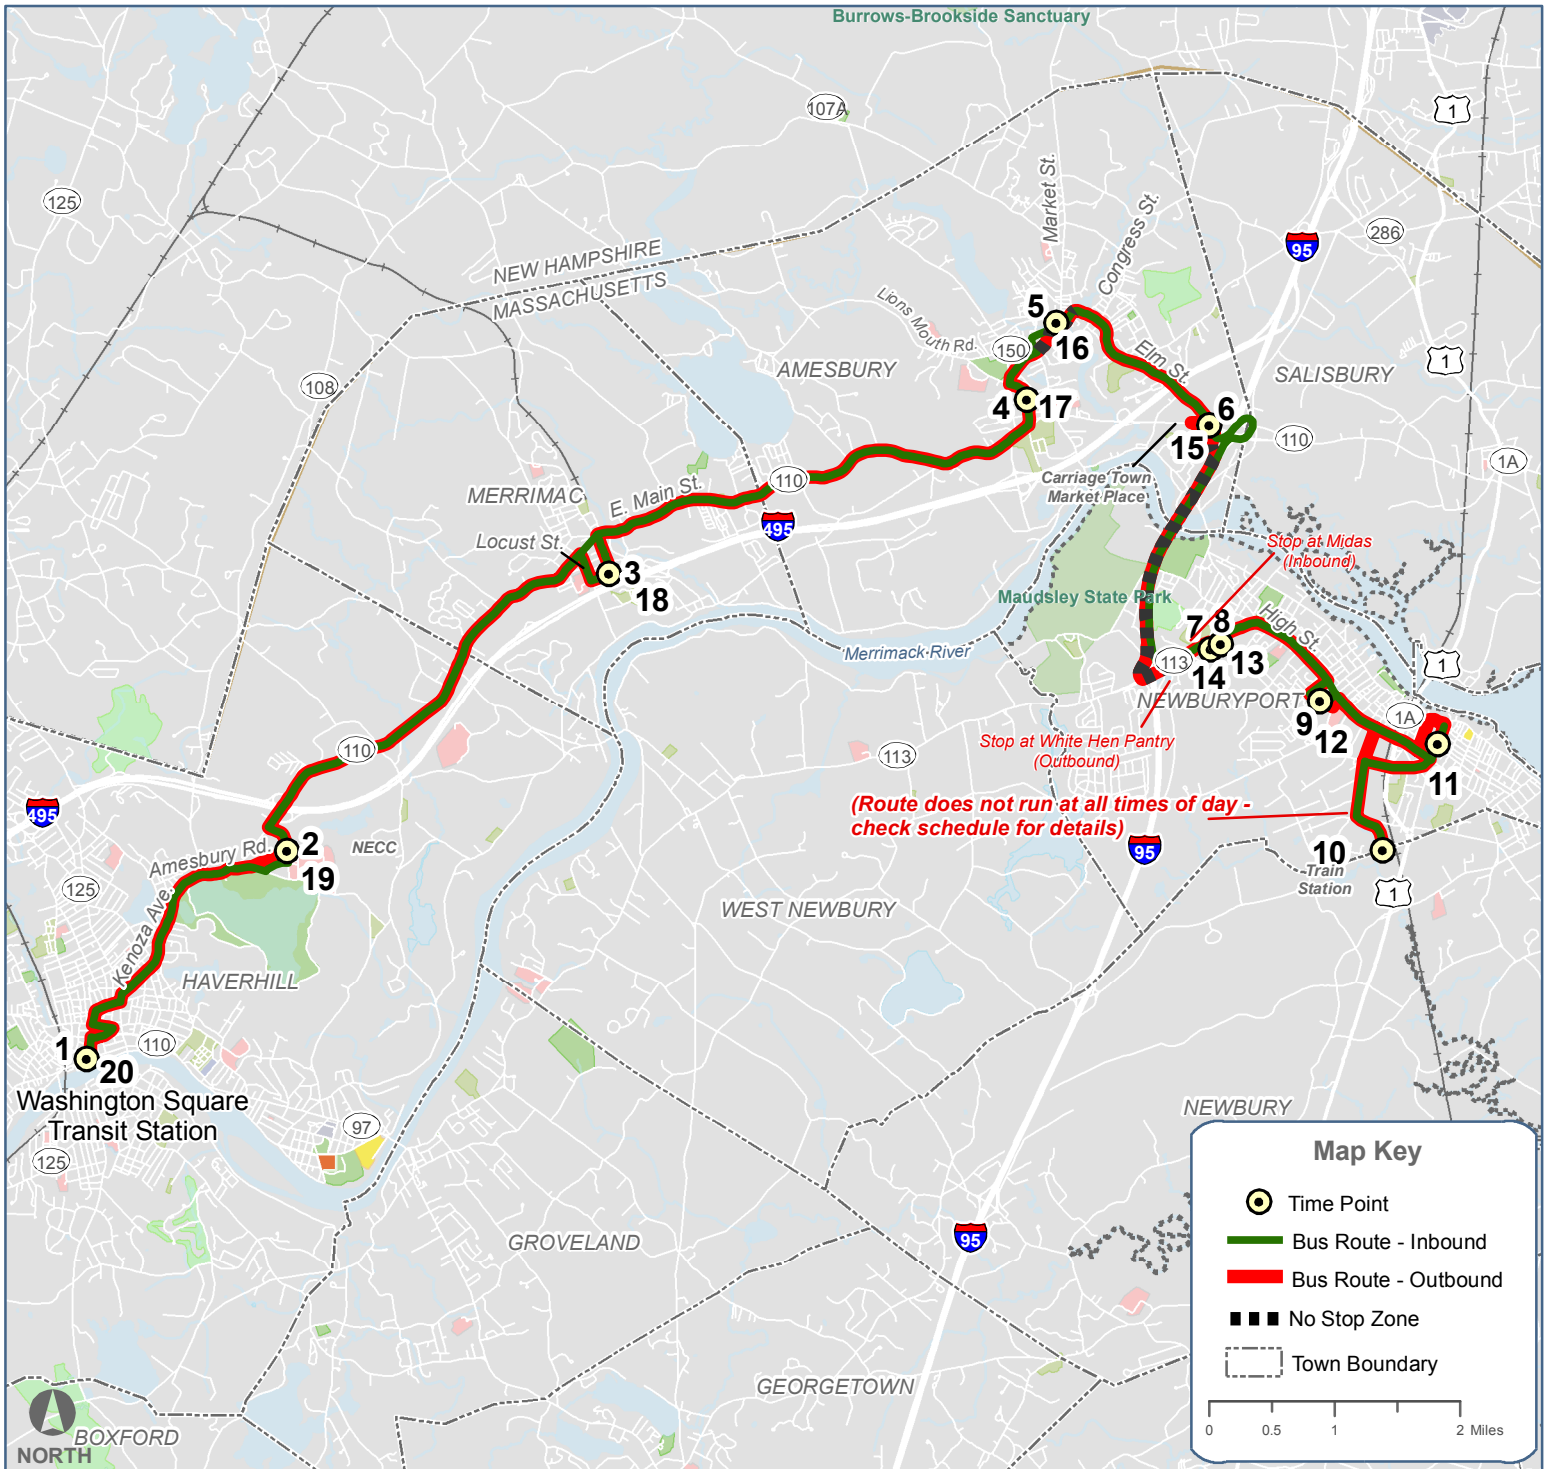 Burrows-Brookside Sanctuary
107A
1
125
Market St.
Congress St.
286
95
NEW HAMPSHIRE
MASSACHUSETTS
Lions Mouth Rd.
5
16
150
Elm St.
AMESBURY
SALISBURY
1
108
4
17
6
15
110
1A
Carriage Town
Market Place
110
MERRIMAC
E. Main St.
495
Locust St.
3
18
Stop at Midas
(Inbound)
Maudsley State Park
High St.
7
8
13
14
113
Merrimack River
1
NEWBURYPORT
9
12
1A
11
Stop at White Hen Pantry
(Outbound)
113
110
(Route does not run at all times of day -
check schedule for details)
495
95
10
Train
Station
1
Amesbury Rd.
2
19
NECC
125
Kenoza Ave.
WEST NEWBURY
HAVERHILL
1
20
110
Washington Square
Transit Station
97
125
NEWBURY
95
GROVELAND
GEORGETOWN
BOXFORD
NORTH
Map Key
Time Point
Bus Route - Inbound
Bus Route - Outbound
No Stop Zone
Town Boundary
0 0.5 1 2 Miles